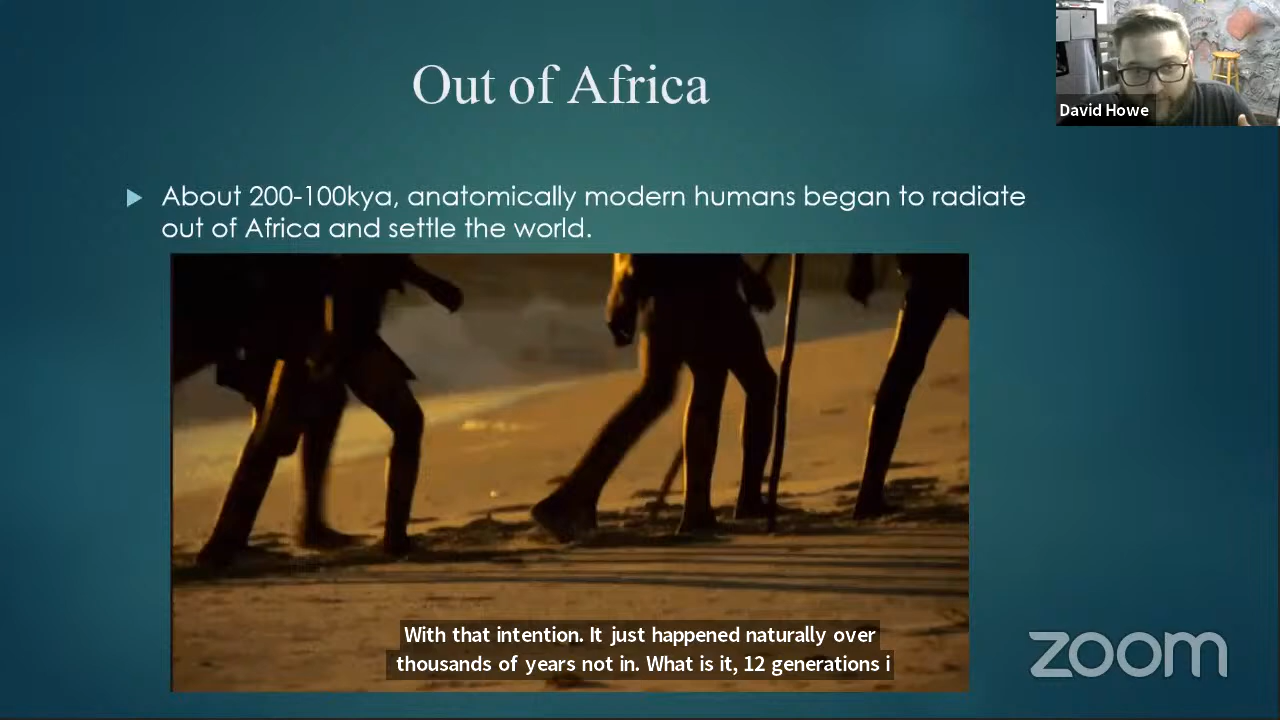 Out of Africa
David Howe
About 200-100kya, anatomically modern humans began to radiate
out of Africa and settle the world.
With that intention. It just happened naturally over
thousands of years not in. What is it, 12 generations i
zoom